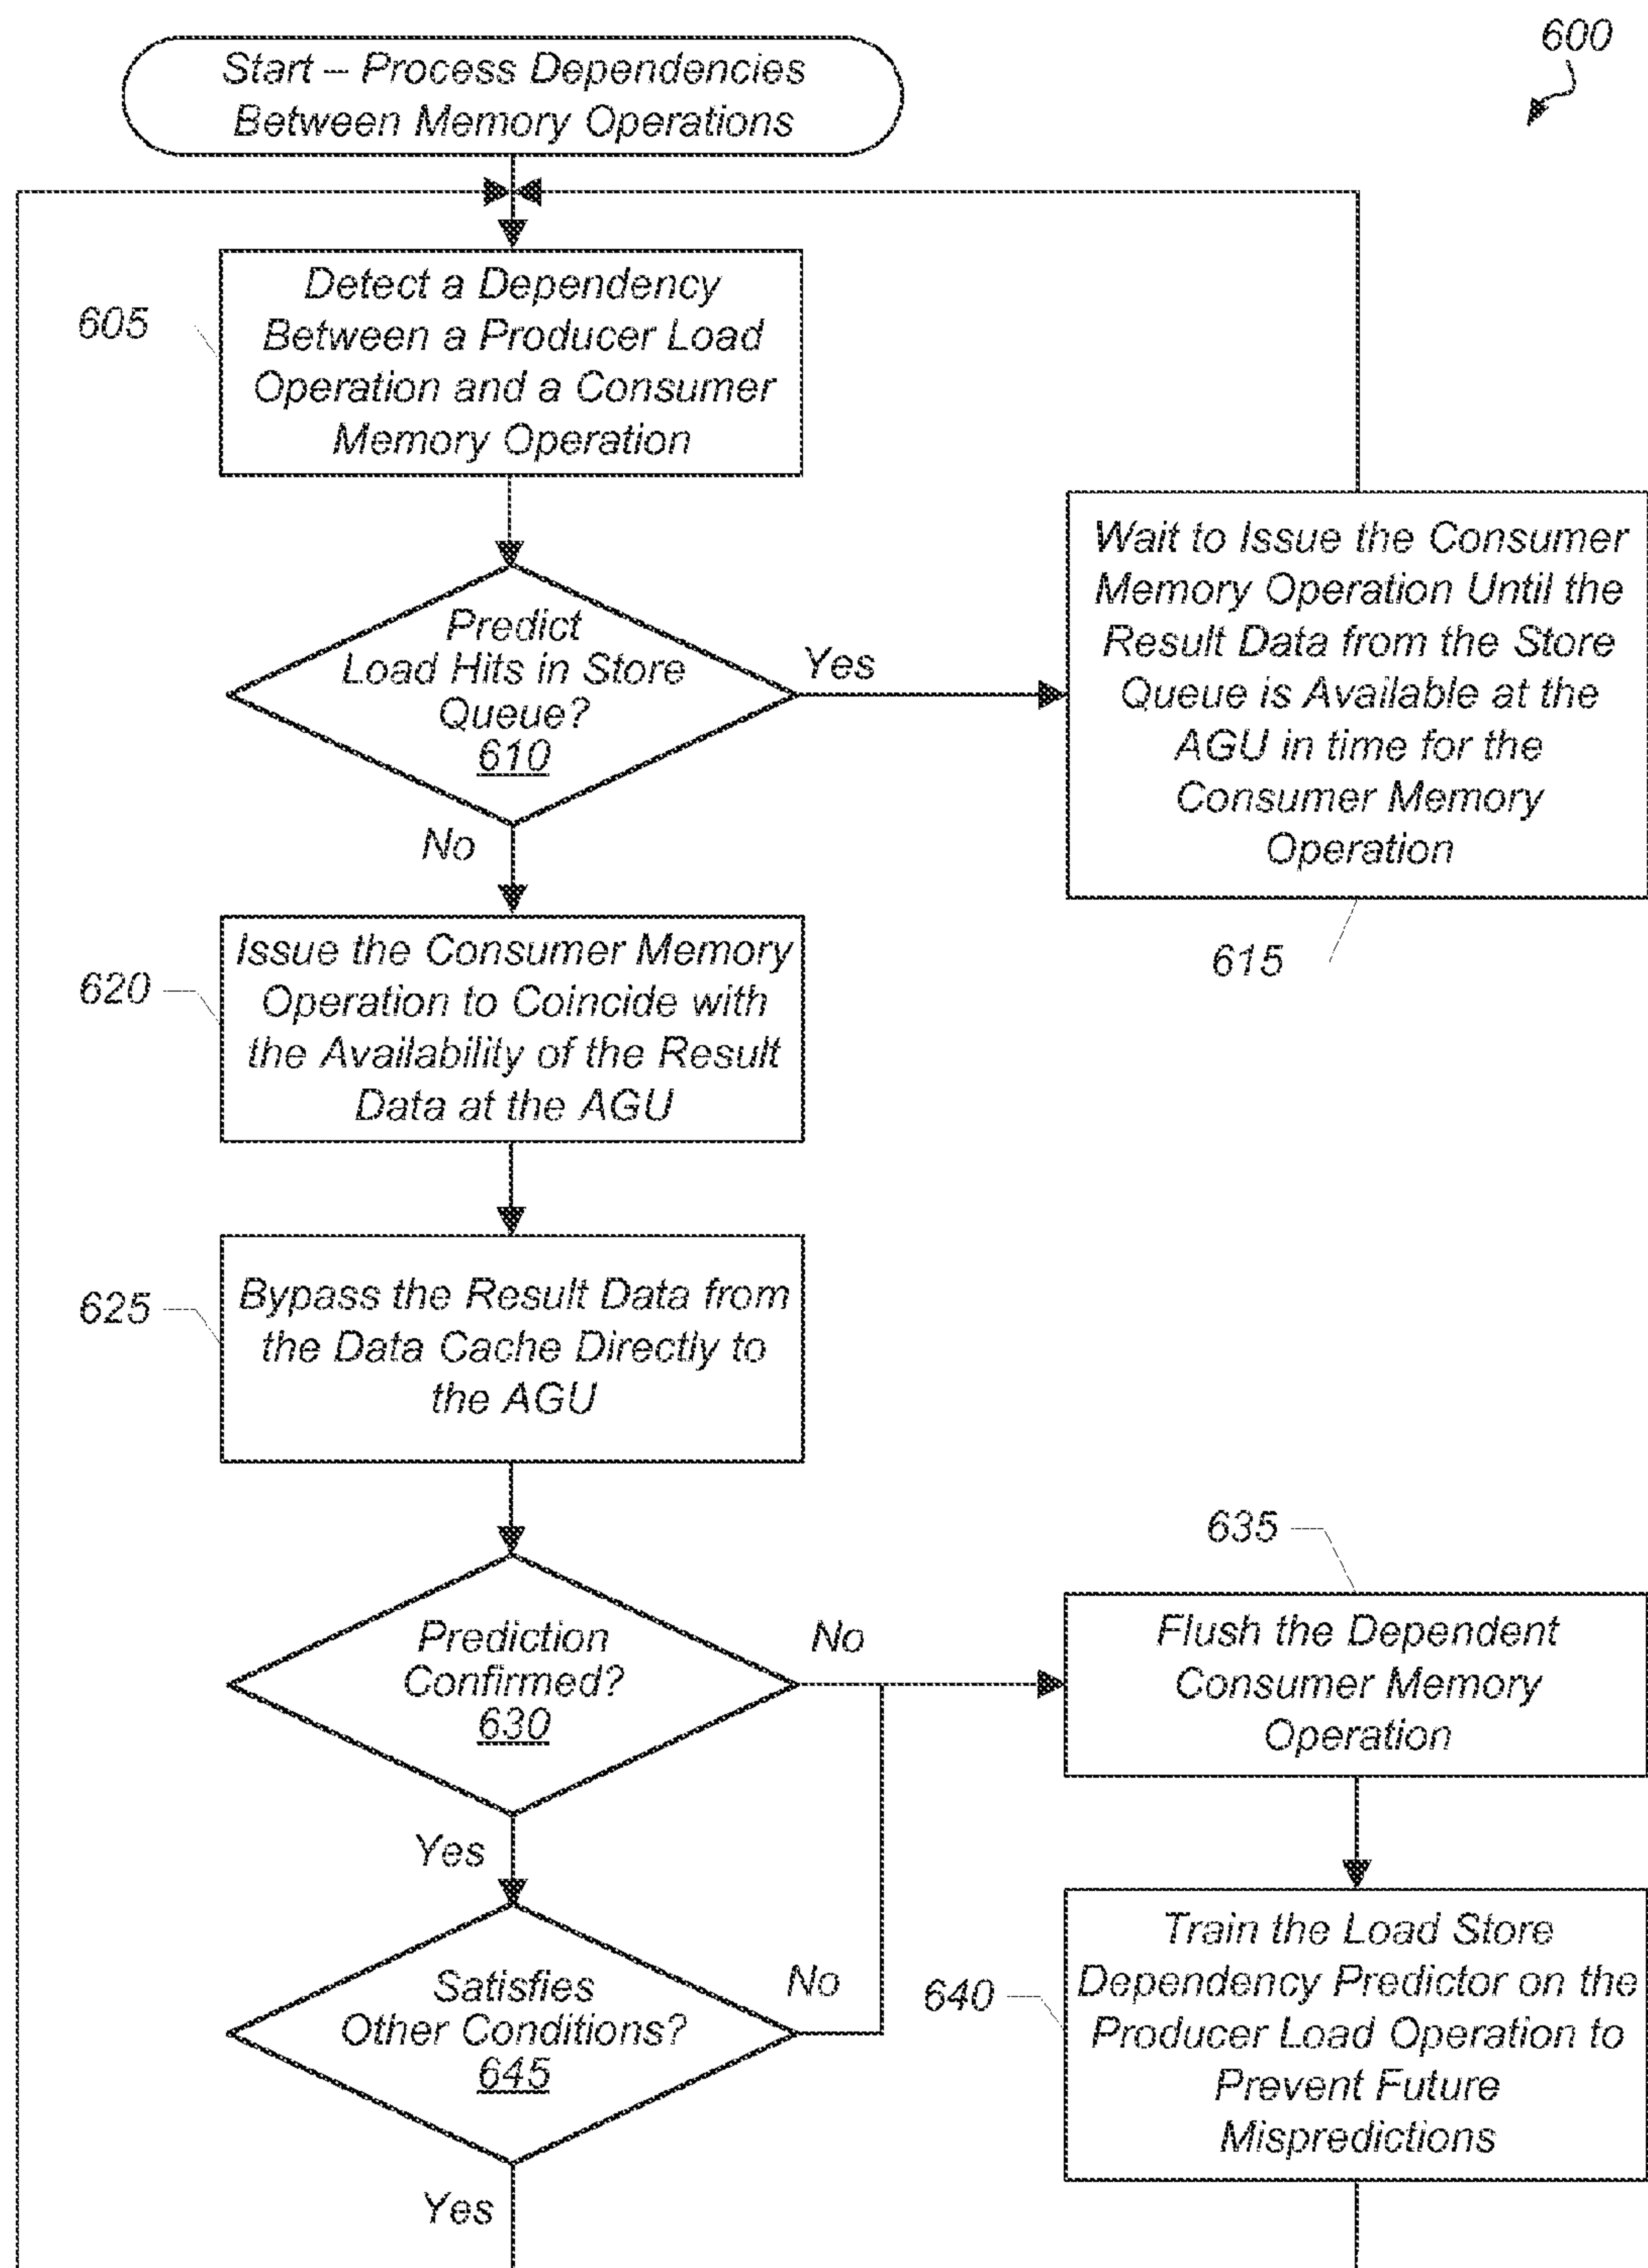 600
Start – Process Dependencies
Between Memory Operations
605
Detect a Dependency
Between a Producer Load
Operation and a Consumer
Memory Operation
Predict
Load Hits in Store
Queue?
610
Yes
No
Wait to Issue the Consumer
Memory Operation Until the
Result Data from the Store
Queue is Available at the
AGU in time for the
Consumer Memory
Operation
615
620
Issue the Consumer Memory
Operation to Coincide with
the Availability of the Result
Data at the AGU
625
Bypass the Result Data from
the Data Cache Directly to
the AGU
Prediction
Confirmed?
630
No
Yes
635
Flush the Dependent
Consumer Memory
Operation
Satisfies
Other Conditions?
645
No
Yes
640
Train the Load Store
Dependency Predictor on the
Producer Load Operation to
Prevent Future
Mispredictions